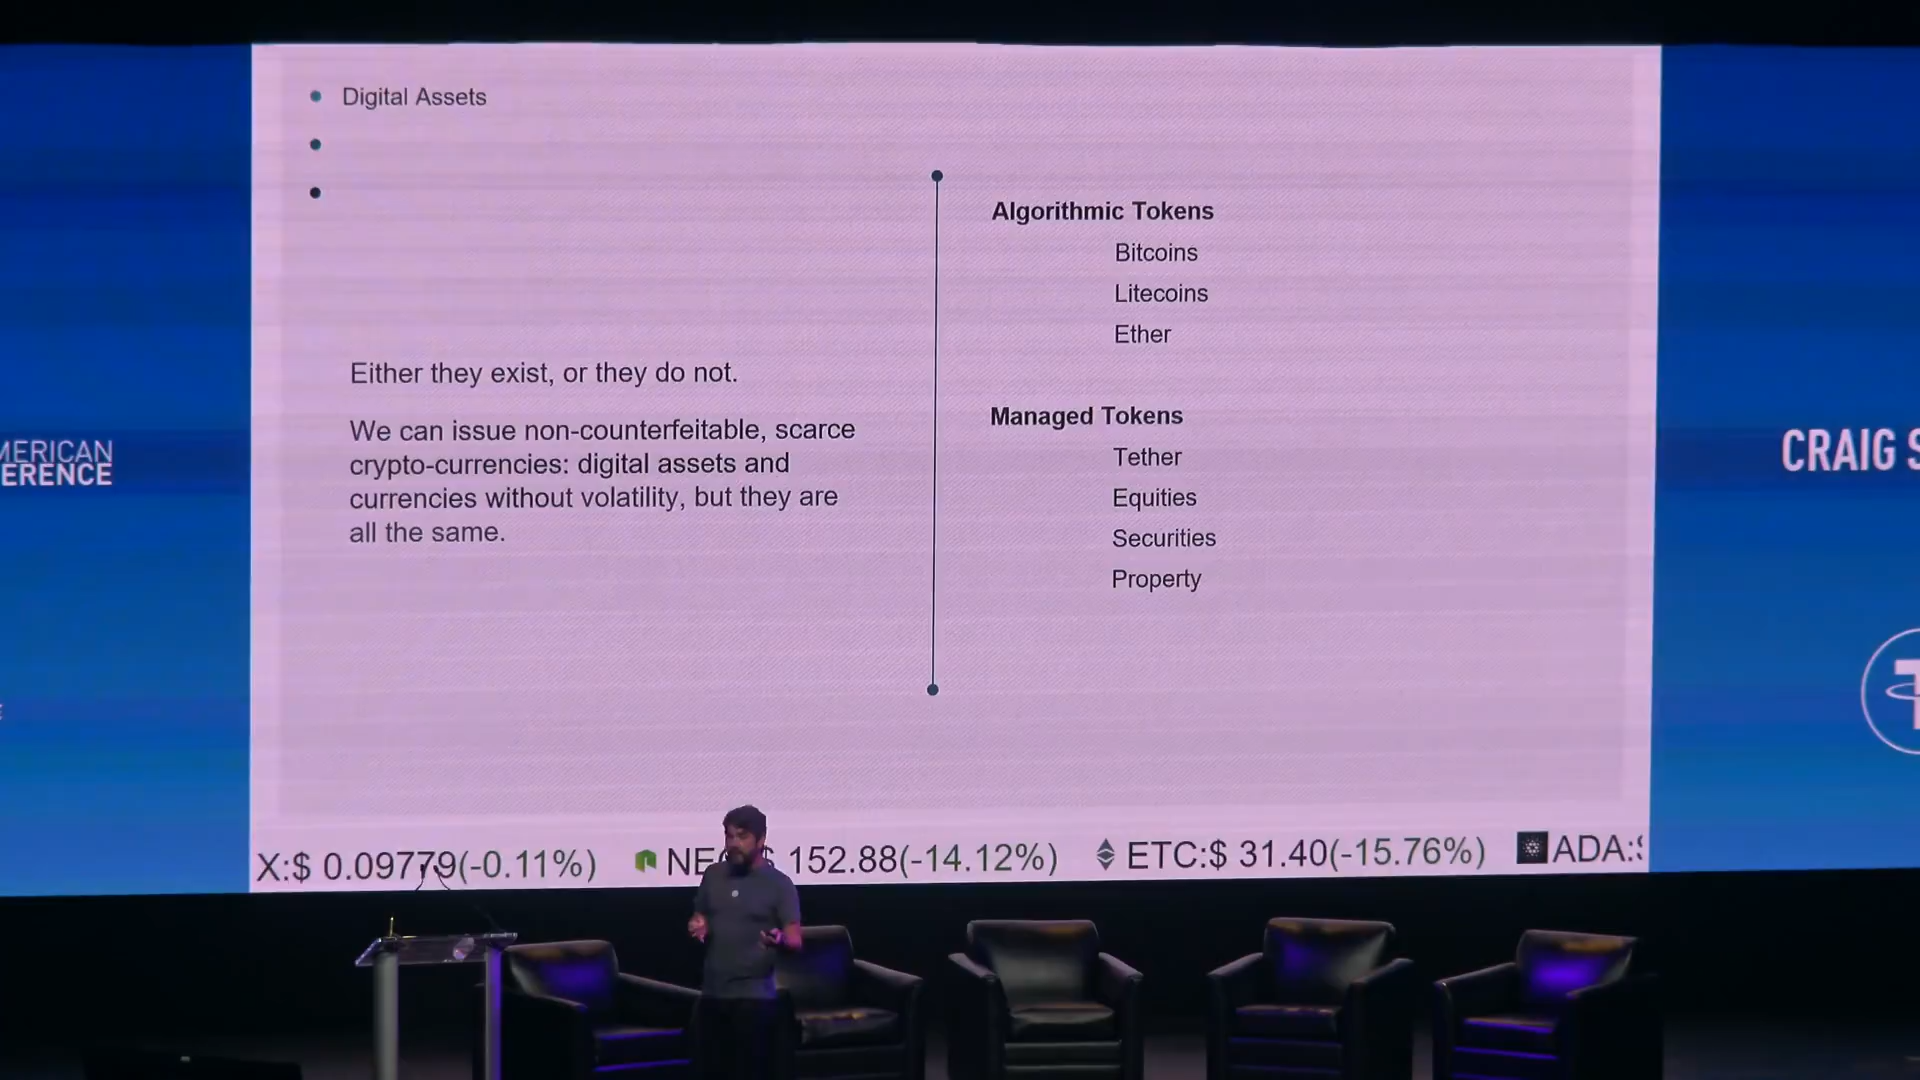 Digital Assets
Either they exist, or they do not.
We can issue non-counterfeitable, scarce
crypto-currencies: digital assets and
currencies without volatility, but they are
all the same.
Algorithmic Tokens
Bitcoins
Litecoins
Ether
Managed Tokens
Tether
Equities
Securities
Property
MERICAN
ERENCE
CRAIG S
X:$ 0.09779(-0.11%) NEO 152.88(-14.12%) ETC:$ 31.40(-15.76%) ADA:$